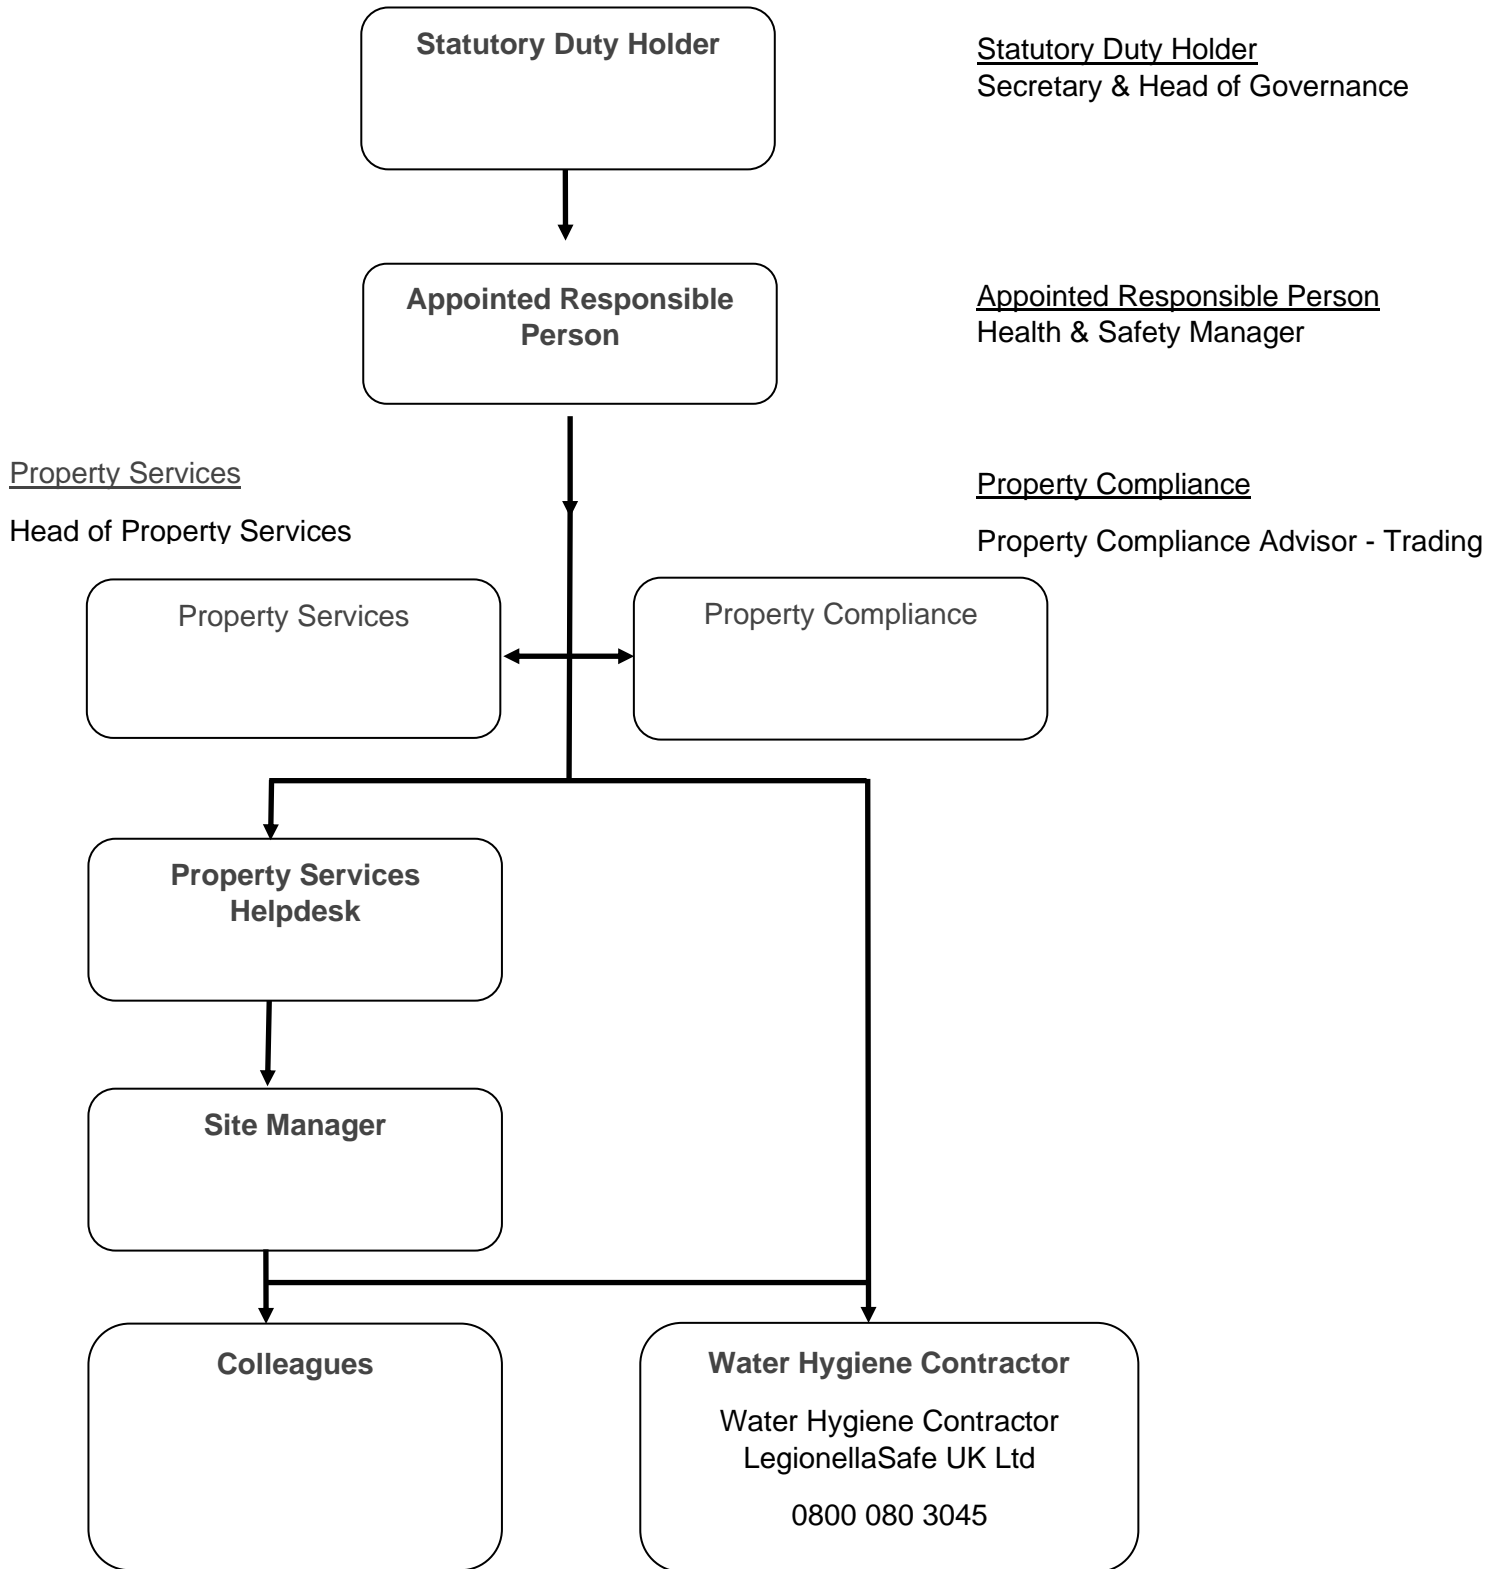 Statutory Duty Holder
Statutory Duty Holder
Secretary & Head of Governance
Appointed Responsible
Person
Appointed Responsible Person
Health & Safety Manager
Property Services
Head of Property Services
Property Compliance
Property Compliance Advisor - Trading
Property Services
Property Compliance
Property Services
Helpdesk
Site Manager
Colleagues
Water Hygiene Contractor
Water Hygiene Contractor
LegionellaSafe UK Ltd
0800 080 3045